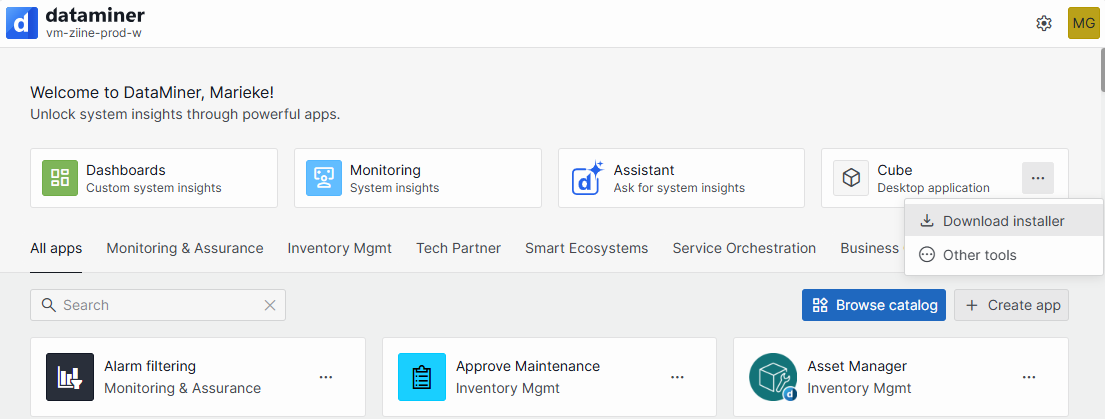 dataminer
vm-ziine-prod-w
MG
Welcome to DataMiner, Marieke!
Unlock system insights through powerful apps.
Dashboards
Custom system insights
Monitoring
System insights
Assistant
Ask for system insights
Cube
Desktop application
Download installer
Other tools
All apps Monitoring & Assurance Inventory Mgmt Tech Partner Smart Ecosystems Service Orchestration Business
Search
Browse catalog
Create app
Alarm filtering
Monitoring & Assurance
Approve Maintenance
Inventory Mgmt
Asset Manager
Inventory Mgmt